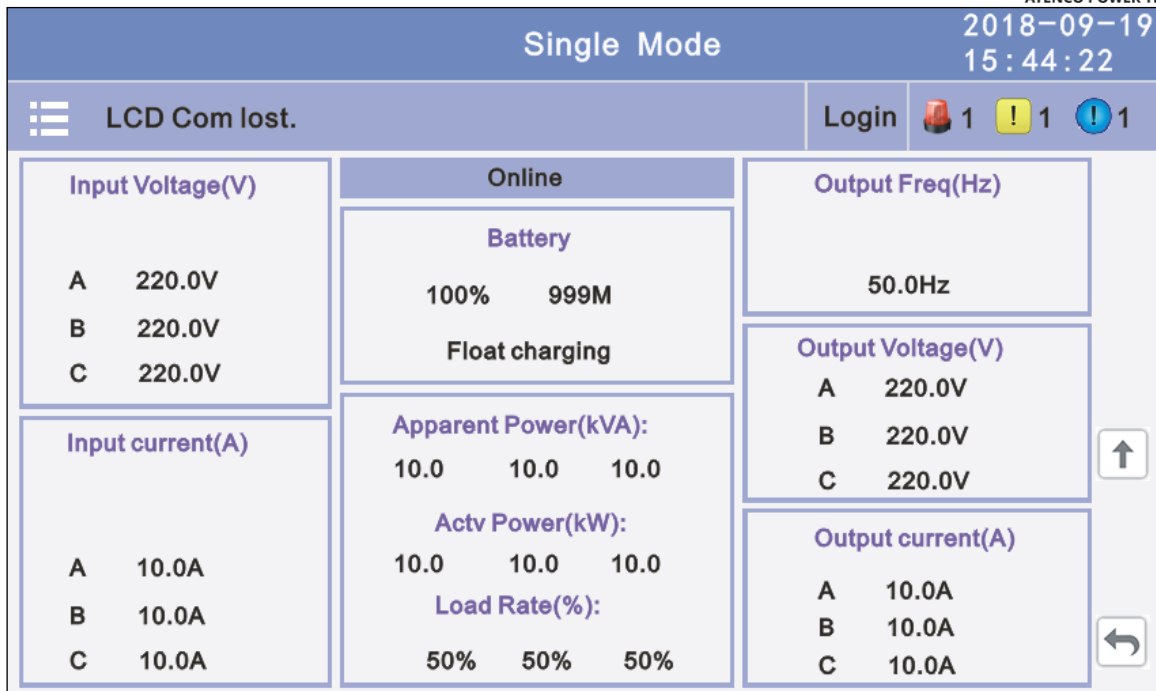 Single Mode
2018-09-19
15:44:22
LCD Com lost.
Login
1
! 1
! 1
Input Voltage(V)
A 220.0V
B 220.0V
C 220.0V
Input current(A)
A 10.0A
B 10.0A
C 10.0A
Online
Battery
100% 999M
Float charging
Apparent Power(kVA):
10.0 10.0 10.0
Actv Power(kW):
10.0 10.0 10.0
Load Rate(%):
50% 50% 50%
Output Freq(Hz)
50.0Hz
Output Voltage(V)
A 220.0V
B 220.0V
C 220.0V
Output current(A)
A 10.0A
B 10.0A
C 10.0A